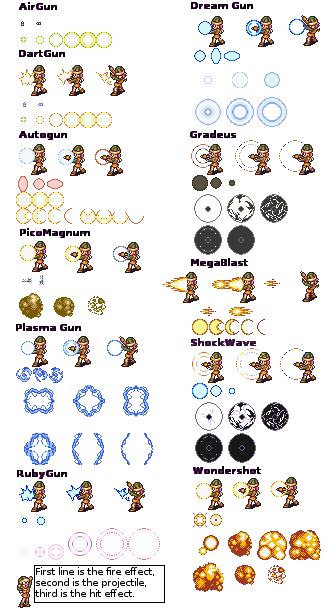 AirGun
DartGun
Autogun
PicoMagnum
Plasma Gun
RubyGun
Dream Gun
Gradeus
MegaBlast
ShockWave
Wondershot
First line is the fire effect,
second is the projectile,
third is the hit effect.